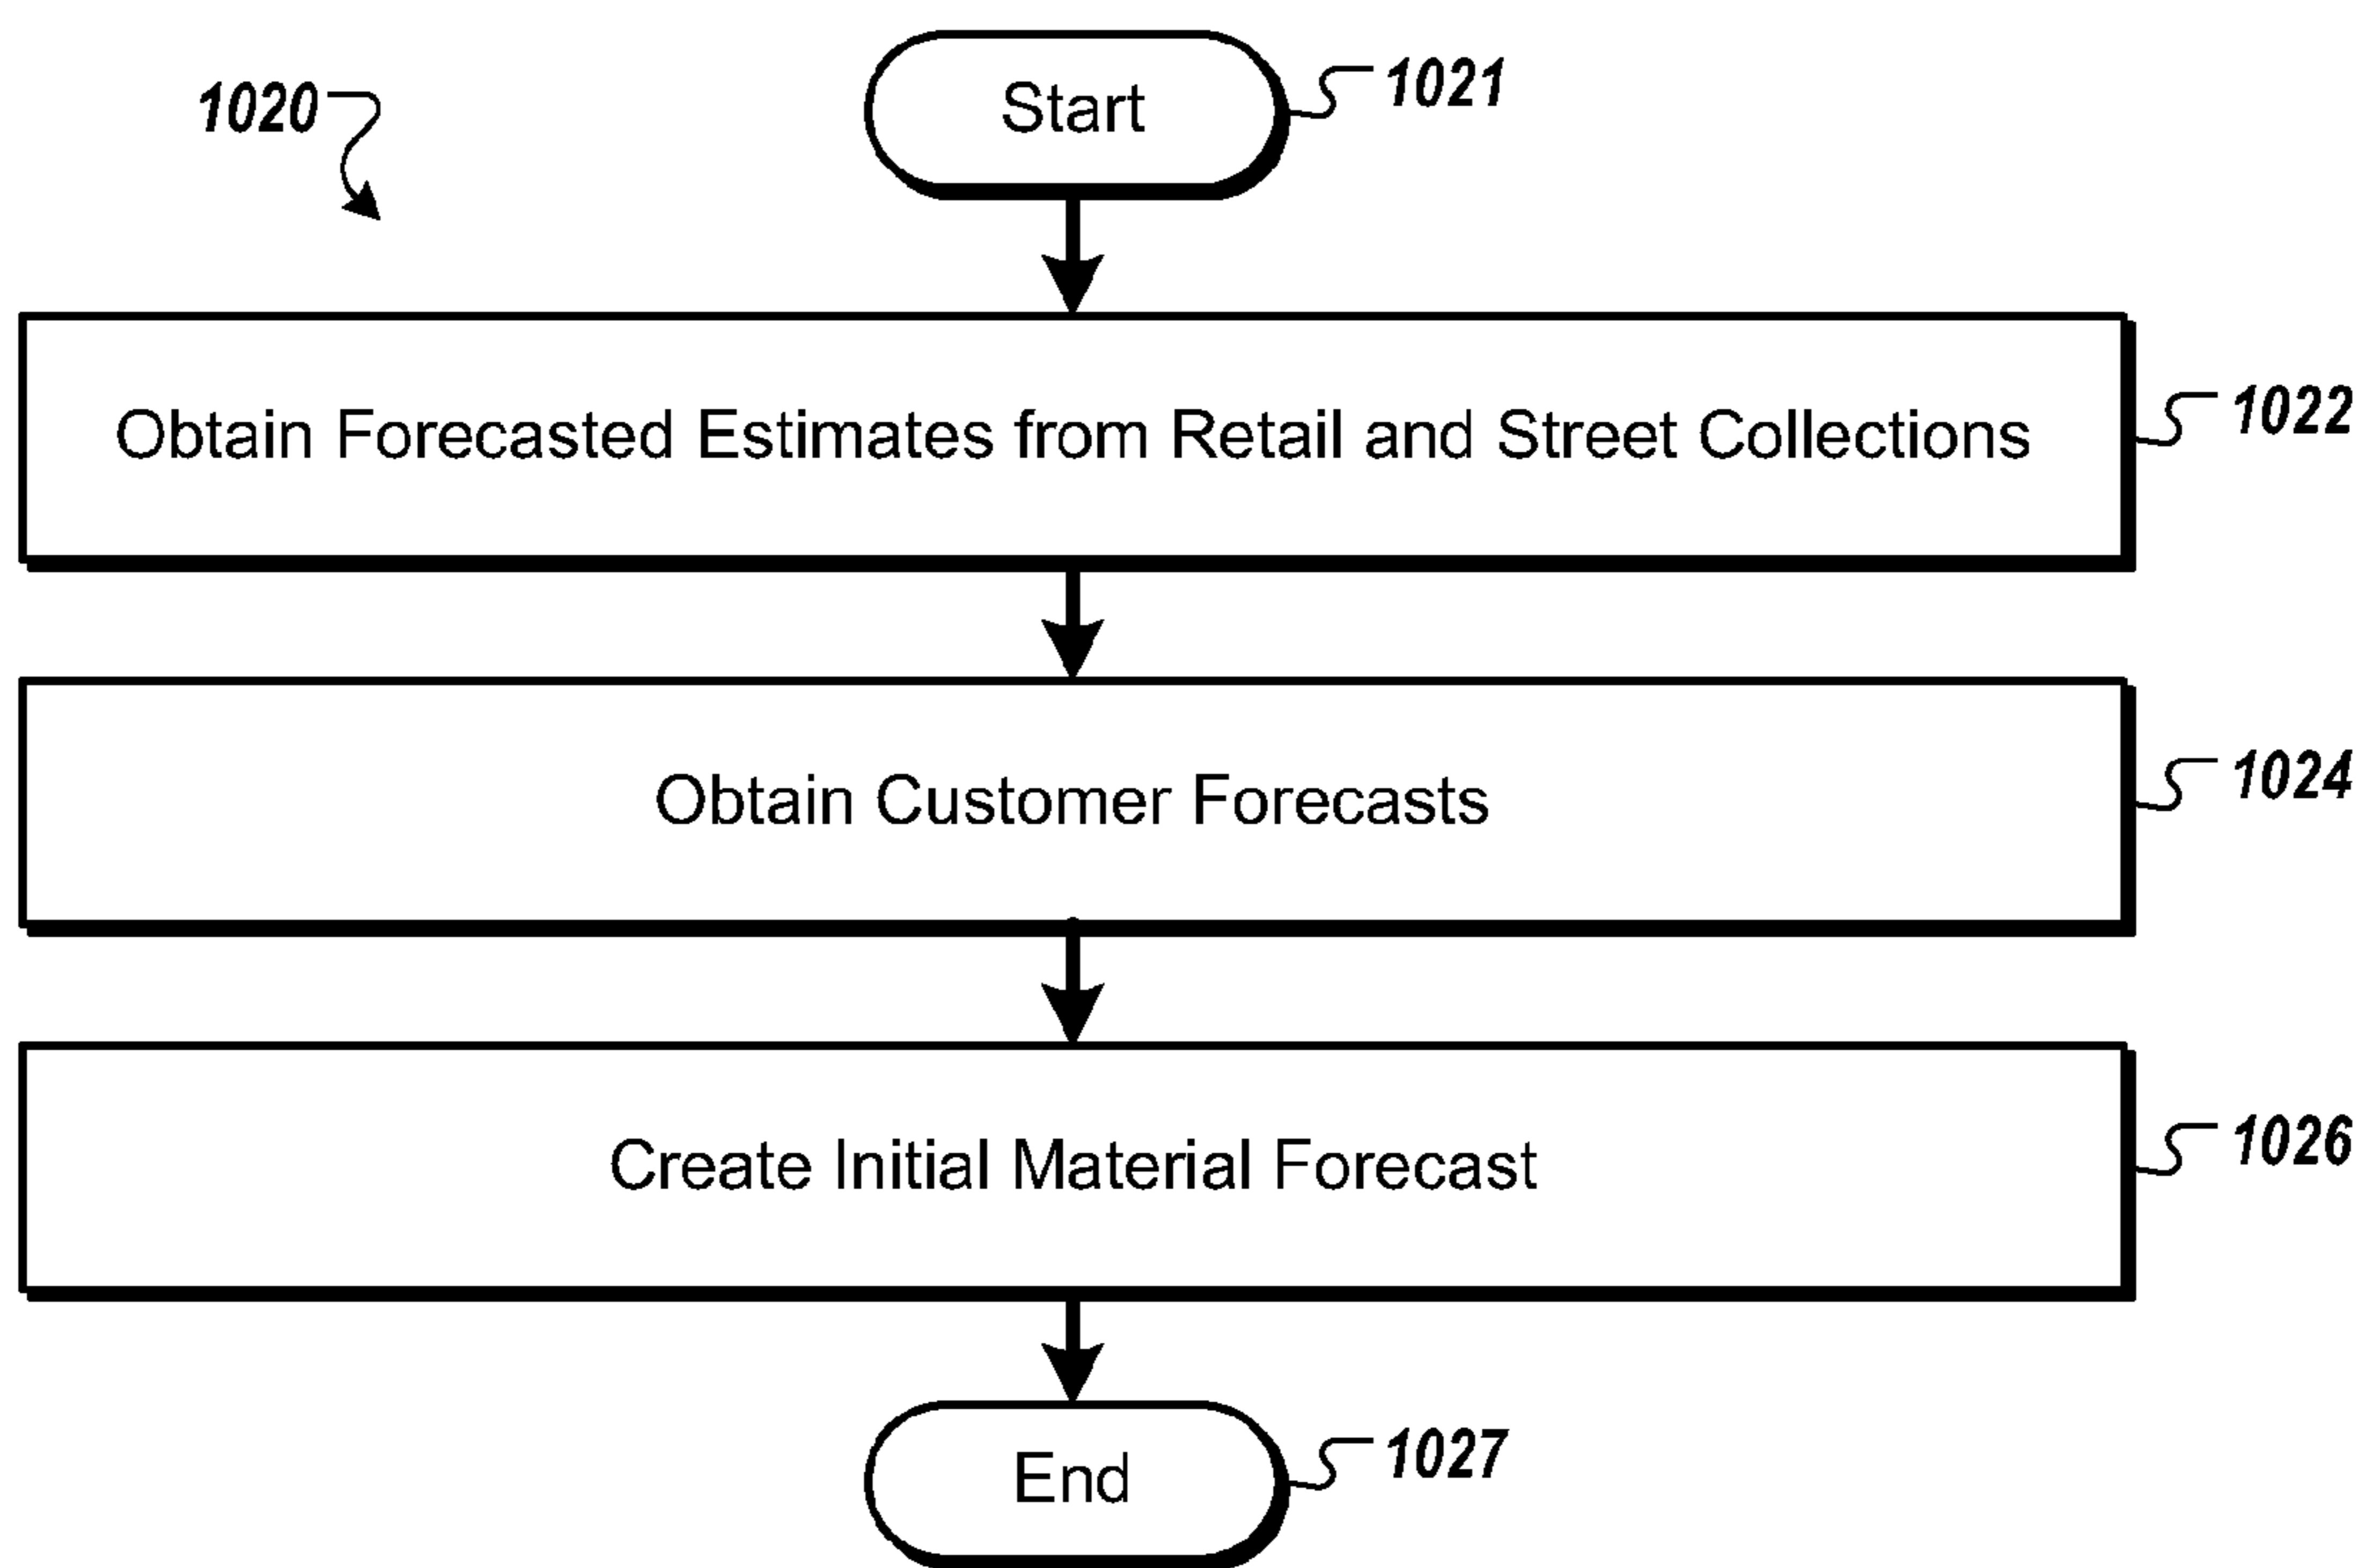 1020
Start
1021
Obtain Forecasted Estimates from Retail and Street Collections
1022
Obtain Customer Forecasts
1024
Create Initial Material Forecast
1026
End
1027